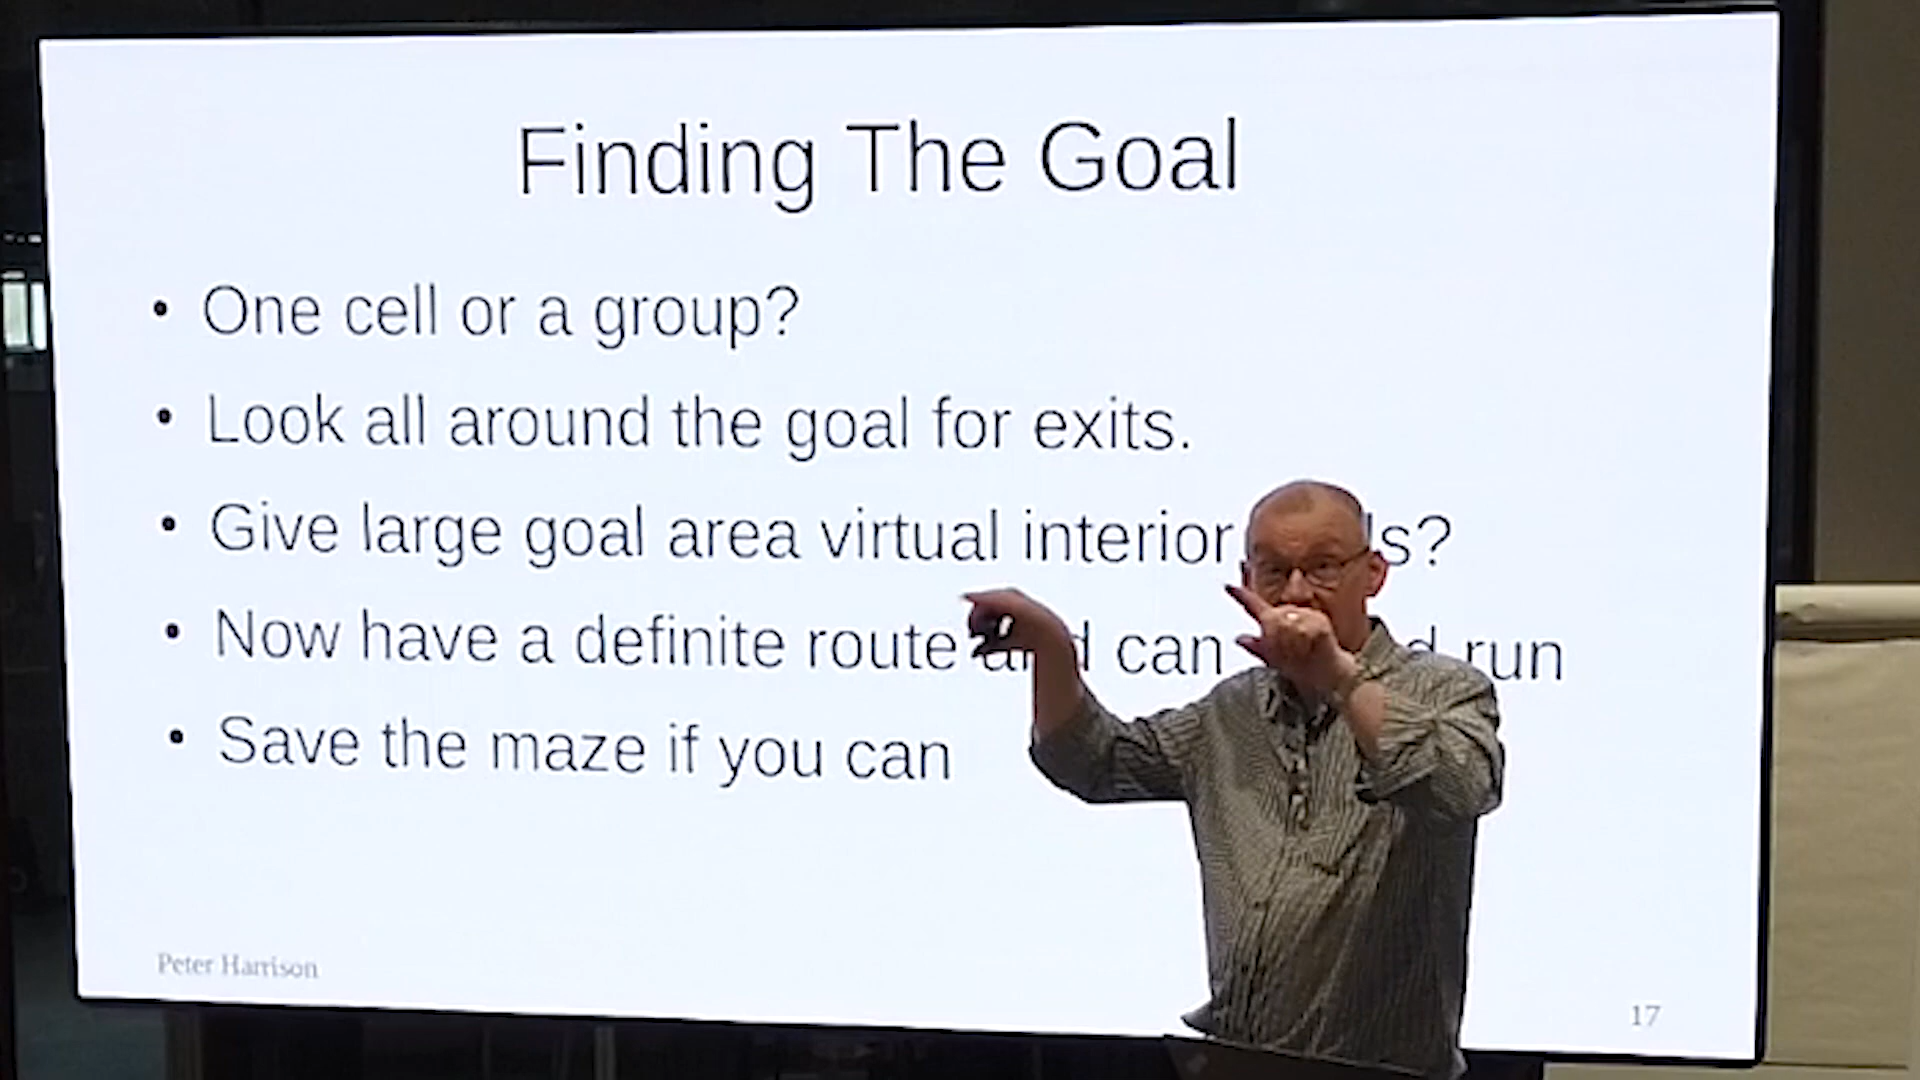 Finding The Goal
• One cell or a group?
• Look all around the goal for exits.
• Give large goal area virtual interior s?
• Now have a definite route and can run
• Save the maze if you can
Peter Harrison
17